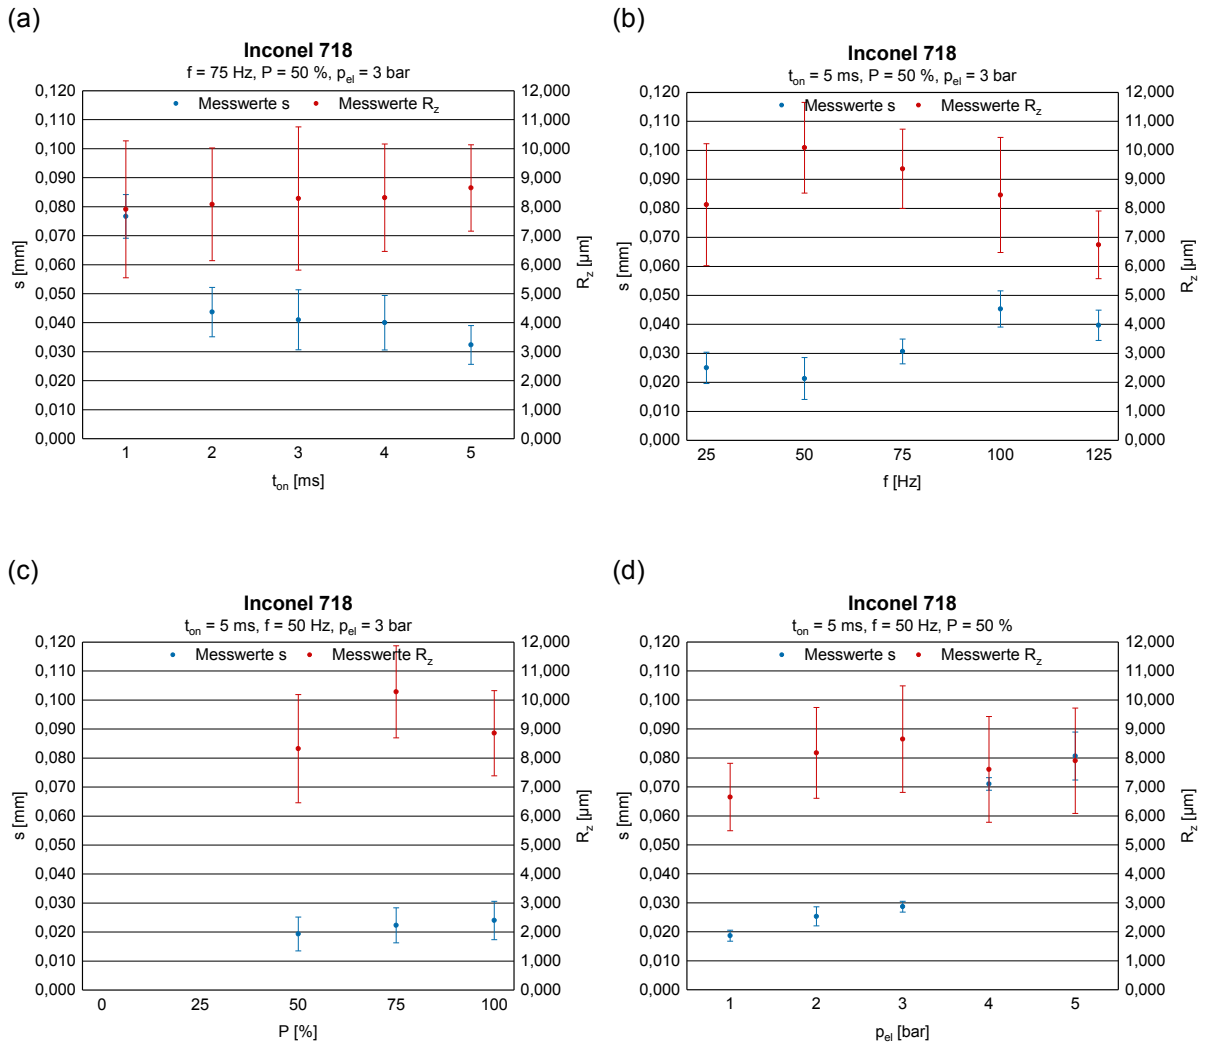 (a)
Inconel 718
f = 75 Hz, P = 50 %, pel = 3 bar
Messwerte s
Messwerte Rz
0,120
0,110
0,100
0,090
0,080
0,070
0,060
0,050
0,040
0,030
0,020
0,010
0,000
s [mm]
12,000
11,000
10,000
9,000
8,000
7,000
6,000
5,000
4,000
3,000
2,000
1,000
0,000
Rz [µm]
1 2 3 4 5
ton [ms]
(b)
Inconel 718
ton = 5 ms, P = 50 %, pel = 3 bar
Messwerte s
Messwerte Rz
0,120
0,110
0,100
0,090
0,080
0,070
0,060
0,050
0,040
0,030
0,020
0,010
0,000
s [mm]
12,000
11,000
10,000
9,000
8,000
7,000
6,000
5,000
4,000
3,000
2,000
1,000
0,000
Rz [µm]
25 50 75 100 125
f [Hz]
(c)
Inconel 718
ton = 5 ms, f = 50 Hz, pel = 3 bar
Messwerte s
Messwerte Rz
0,120
0,110
0,100
0,090
0,080
0,070
0,060
0,050
0,040
0,030
0,020
0,010
0,000
s [mm]
12,000
11,000
10,000
9,000
8,000
7,000
6,000
5,000
4,000
3,000
2,000
1,000
0,000
Rz [µm]
0 25 50 75 100
P [%]
(d)
Inconel 718
ton = 5 ms, f = 50 Hz, P = 50 %
Messwerte s
Messwerte Rz
0,120
0,110
0,100
0,090
0,080
0,070
0,060
0,050
0,040
0,030
0,020
0,010
0,000
s [mm]
12,000
11,000
10,000
9,000
8,000
7,000
6,000
5,000
4,000
3,000
2,000
1,000
0,000
Rz [µm]
1 2 3 4 5
pel [bar]